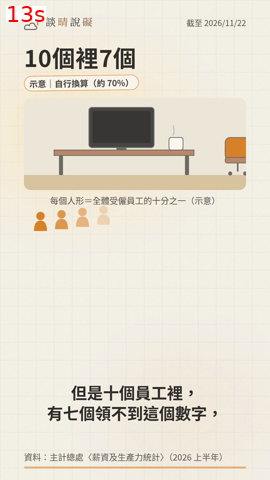 13s
談晴說礙
截至 2026/11/22
10個裡7個
示意｜自行換算（約 70%）
每個人形＝全體受僱員工的十分之一（示意）
但是十個員工裡，
有七個領不到這個數字，
資料：主計總處〈薪資及生產力統計〉（2026 上半年）